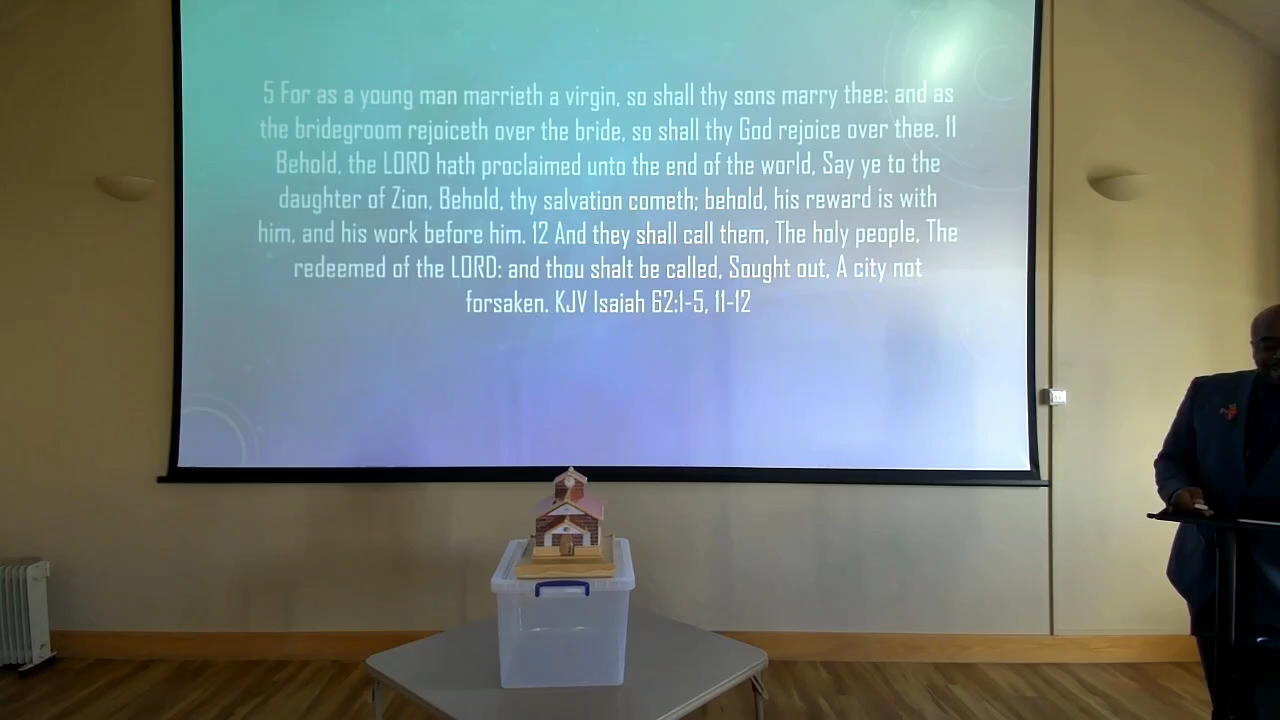 5 For as a young man marrieth a virgin, so shall thy sons marry thee: and as
the bridegroom rejoiceth over the bride, so shall thy God rejoice over thee. 11
Behold, the LORD hath proclaimed unto the end of the world, Say ye to the
daughter of Zion, Behold, thy salvation cometh; behold, his reward is with
him, and his work before him. 12 And they shall call them, The holy people, The
redeemed of the LORD: and thou shalt be called, Sought out, A city not
forsaken. KJV Isaiah 62:1-5, 11-12